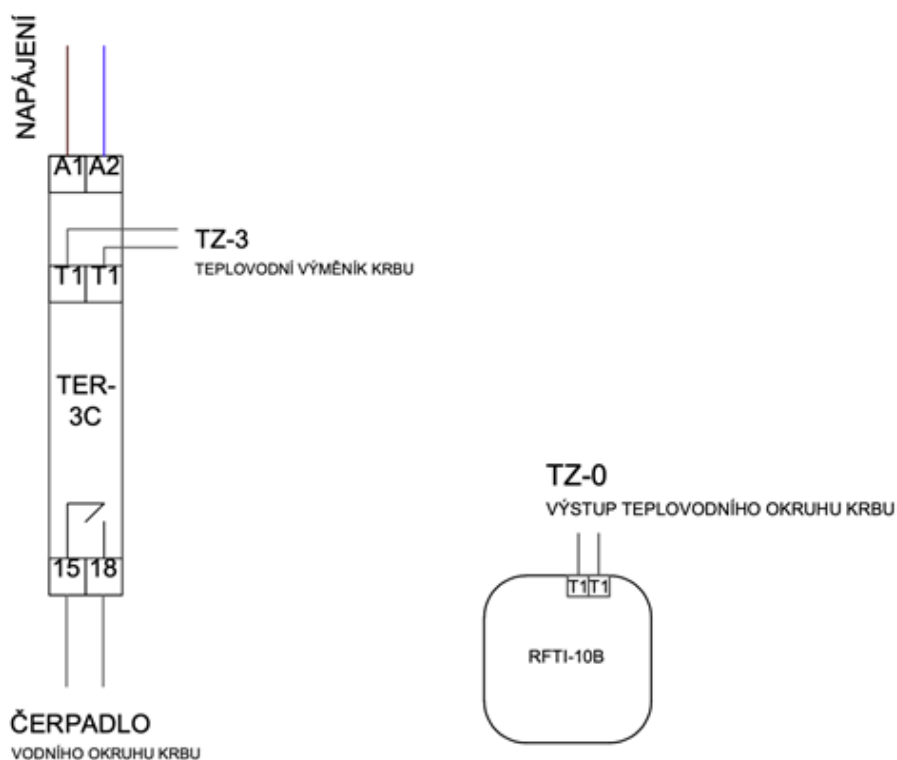 NAPÁJENÍ
A1 A2
TZ-3
TEPLOVODNÍ VÝMĚNÍK KRBU
T1 T1
TER-
3C
15 18
ČERPADLO
VODNÍHO OKRUHU KRBU
TZ-0
VÝSTUP TEPLOVODNÍHO OKRUHU KRBU
T1 T1
RFTI-10B